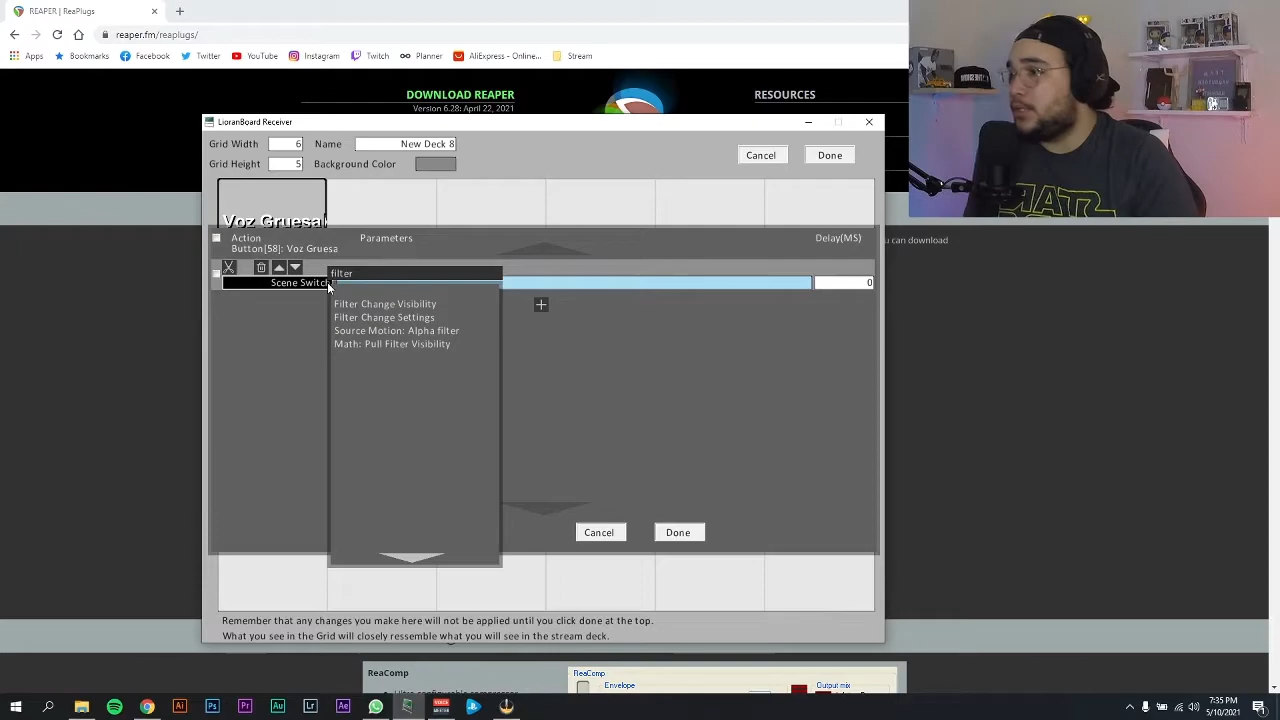 REAPER | ReaPlugs
reaper.fm/reaplugs/
Apps Bookmarks Facebook Twitter YouTube Instagram Twitch Planner AliExpress - Online... Stream
DOWNLOAD REAPER
Version 6.28: April 22, 2021
RESOURCES
LioranBoard Receiver
Grid Width 6 Name New Deck 8
Grid Height 5 Background Color
Cancel Done
Voz Gruesa
Action Parameters Delay(MS)
Button[58]: Voz Gruesa
u can download
filter
Scene Switch 0
Filter Change Visibility
Filter Change Settings
Source Motion: Alpha filter
Math: Pull Filter Visibility
Cancel Done
Remember that any changes you make here will not be applied until you click done at the top.
What you see in the Grid will closely ressemble what you will see in the stream deck.
ReaComp
ReaComp
Envelope
Output mix
7:35 PM
5/10/2021